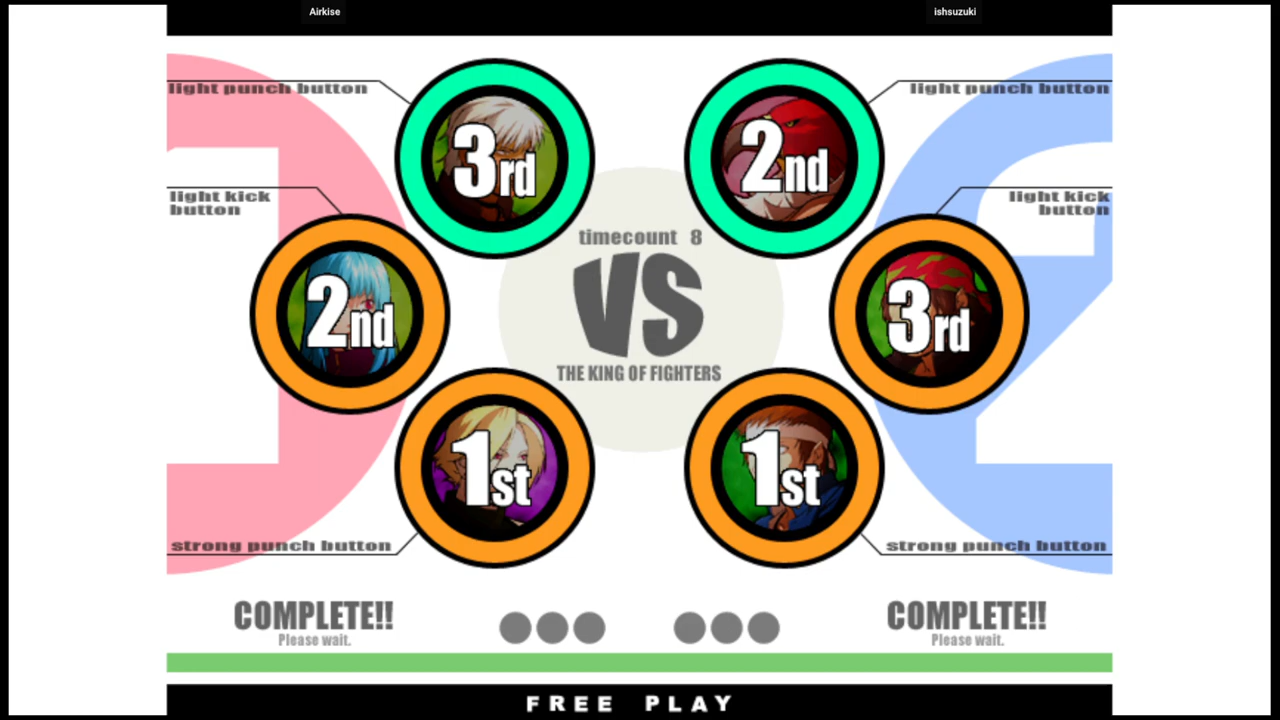 Airkise
ishsuzuki
light punch button
light punch button
3rd
2nd
light kick
button
light kick
button
timecount 8
VS
THE KING OF FIGHTERS
2nd
3rd
1st
1st
strong punch button
strong punch button
COMPLETE!!
Please wait.
COMPLETE!!
Please wait.
FREE PLAY
1
2